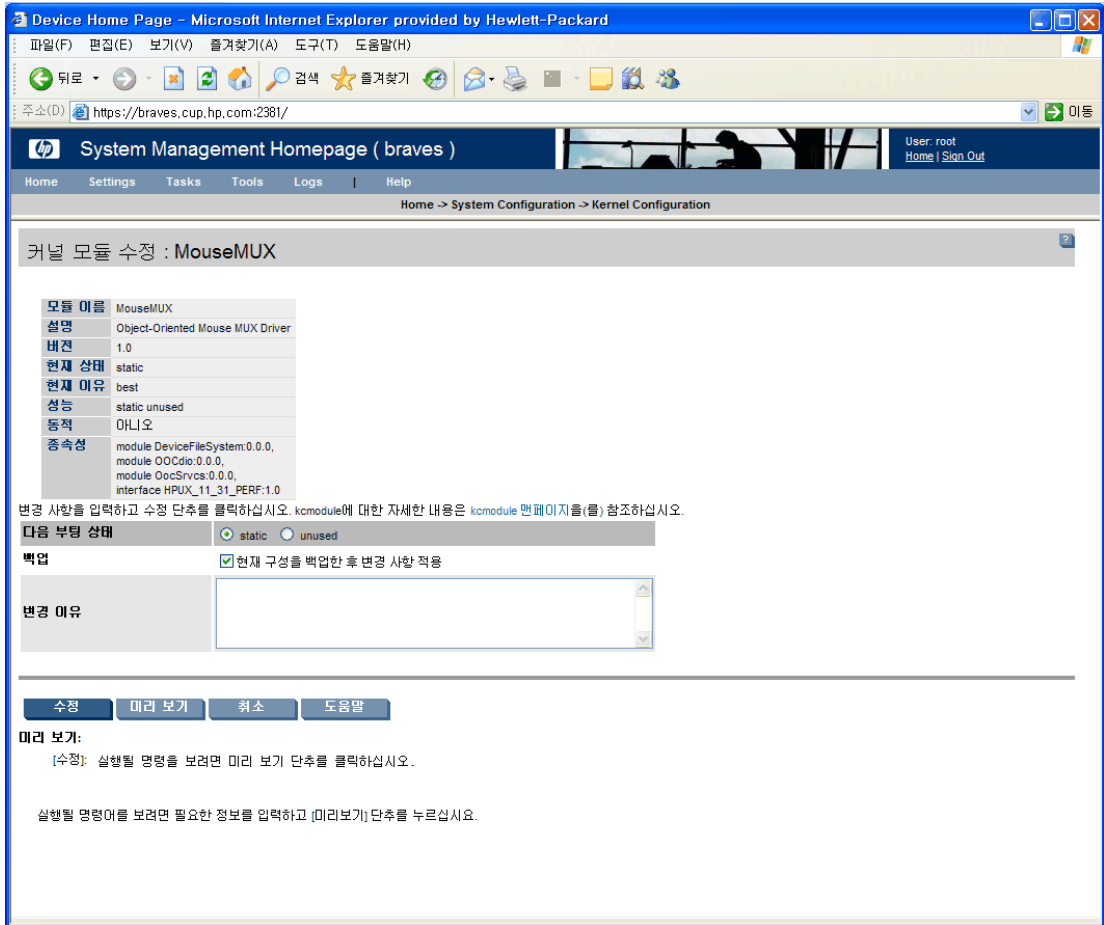 Device Home Page - Microsoft Internet Explorer provided by Hewlett-Packard
파일(F) 편집(E) 보기(V) 즐겨찾기(A) 도구(T) 도움말(H)
뒤로 검색 즐겨찾기
주소(D) https://braves.cup.hp.com:2381/ 이동
hp System Management Homepage ( braves )
User: root
Home | Sign Out
Home Settings Tasks Tools Logs | Help
Home -> System Configuration -> Kernel Configuration
커널 모듈 수정 : MouseMUX
?
모듈 이름 MouseMUX
설명 Object-Oriented Mouse MUX Driver
버전 1.0
현재 상태 static
현재 이유 best
성능 static unused
동적 아니오
종속성 module DeviceFileSystem:0.0.0,
module OOCdio:0.0.0,
module OocSrvcs:0.0.0,
interface HPUX_11_31_PERF:1.0
변경 사항을 입력하고 수정 단추를 클릭하십시오. kcmodule에 대한 자세한 내용은 kcmodule 맨페이지을(를) 참조하십시오.
다음 부팅 상태 static unused
백업 현재 구성을 백업한 후 변경 사항 적용
변경 이유
수정 미리 보기 취소 도움말
미리 보기:
[수정]: 실행될 명령을 보려면 미리 보기 단추를 클릭하십시오.
실행될 명령어를 보려면 필요한 정보를 입력하고 [미리보기] 단추를 누르십시요.